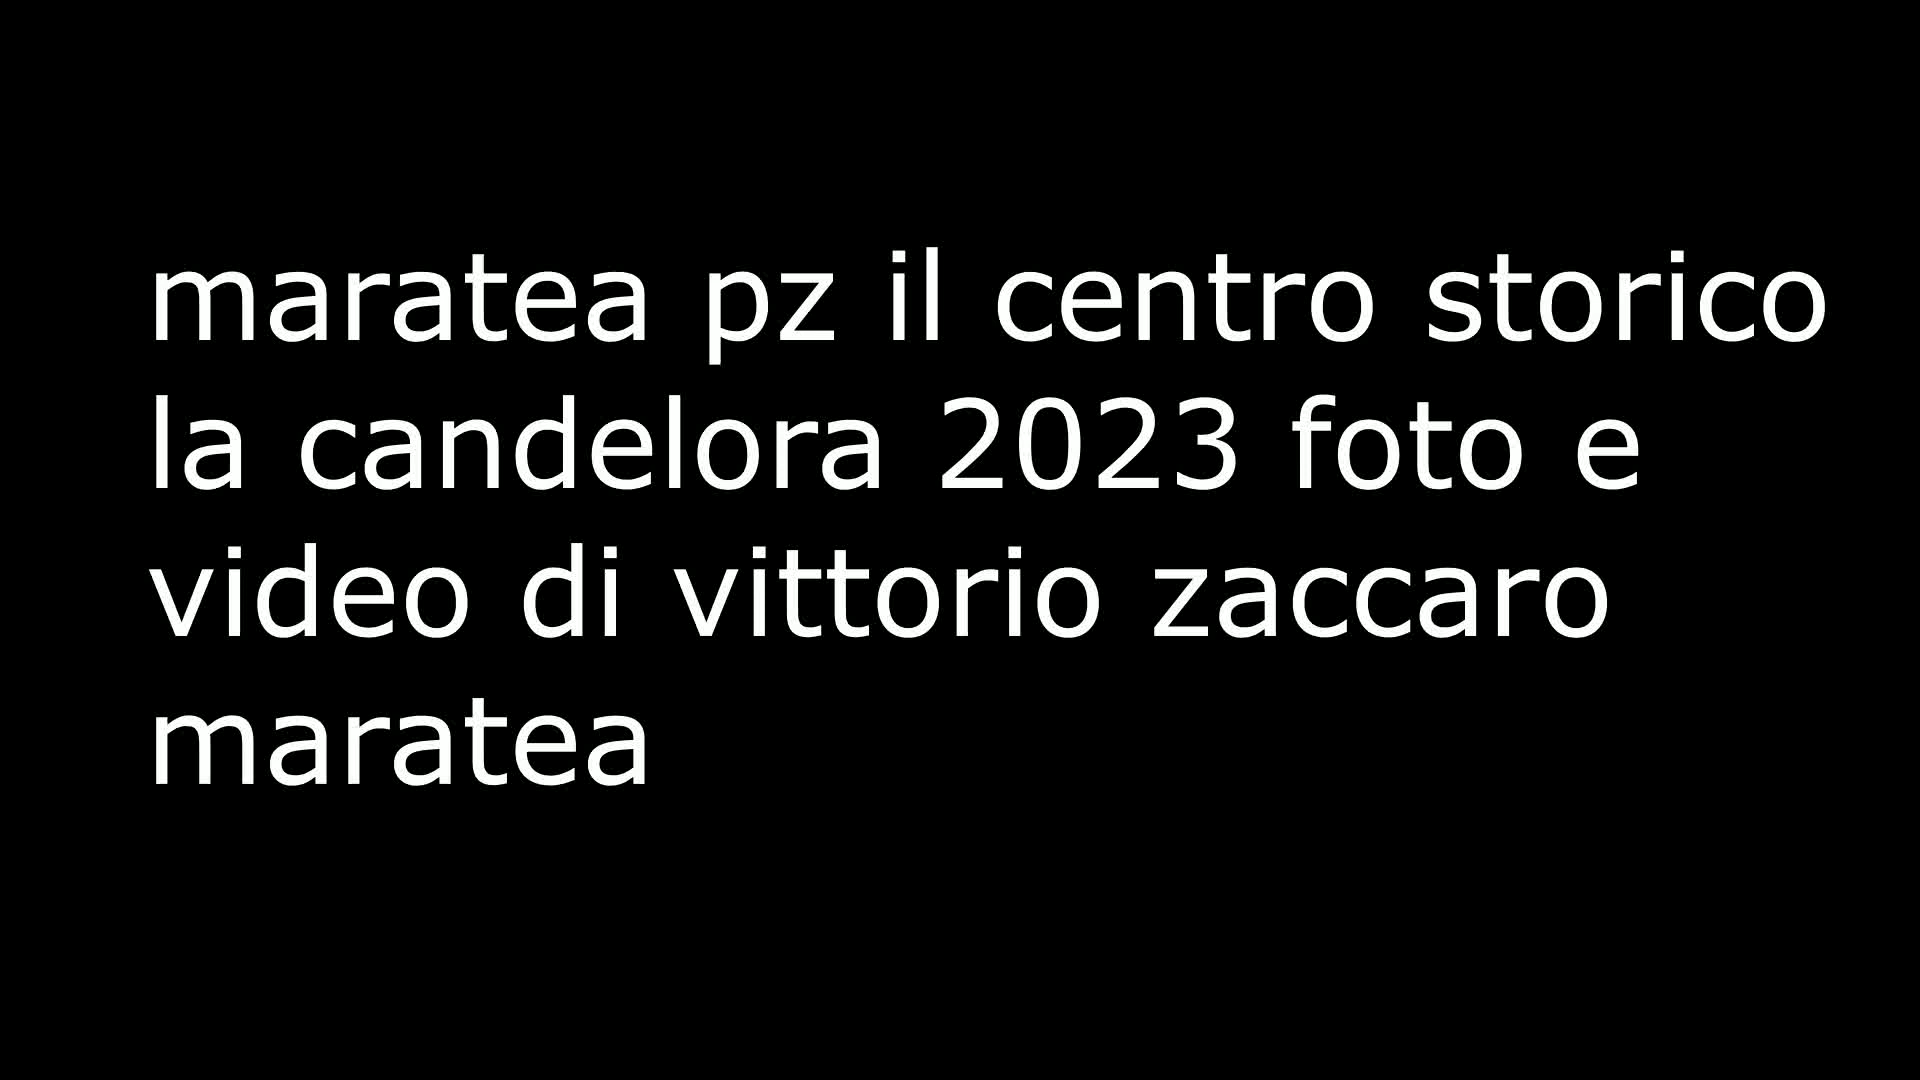 maratea pz il centro storico
la candelora 2023 foto e
video di vittorio zaccaro
maratea